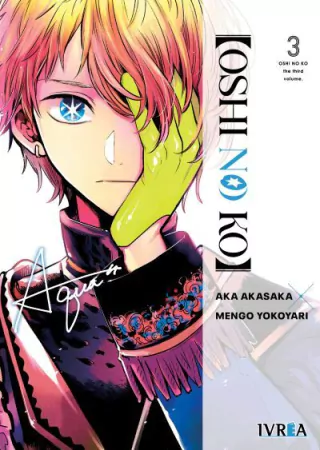 3
OSHI NO KO
the third
volume.
【OSHI NO KO】
Aqua
AKA AKASAKA ×
MENGO YOKOYARI
IVREA